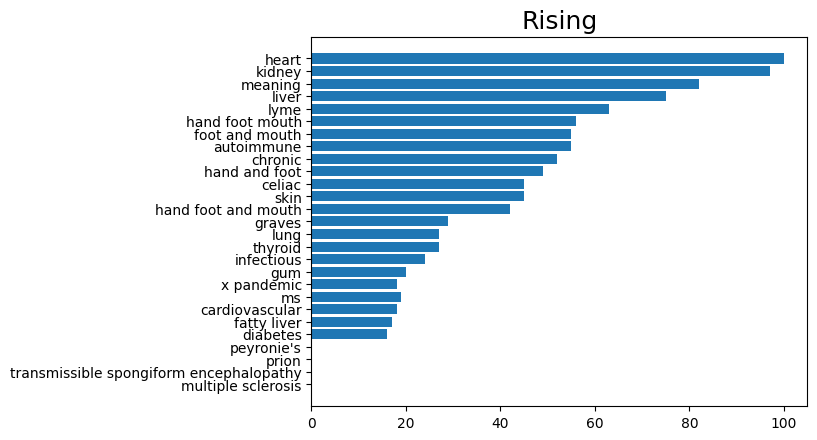 Rising
heart
kidney
meaning
liver
lyme
hand foot mouth
foot and mouth
autoimmune
chronic
hand and foot
celiac
skin
hand foot and mouth
graves
lung
thyroid
infectious
gum
x pandemic
ms
cardiovascular
fatty liver
diabetes
peyronie's
prion
transmissible spongiform encephalopathy
multiple sclerosis
0 20 40 60 80 100